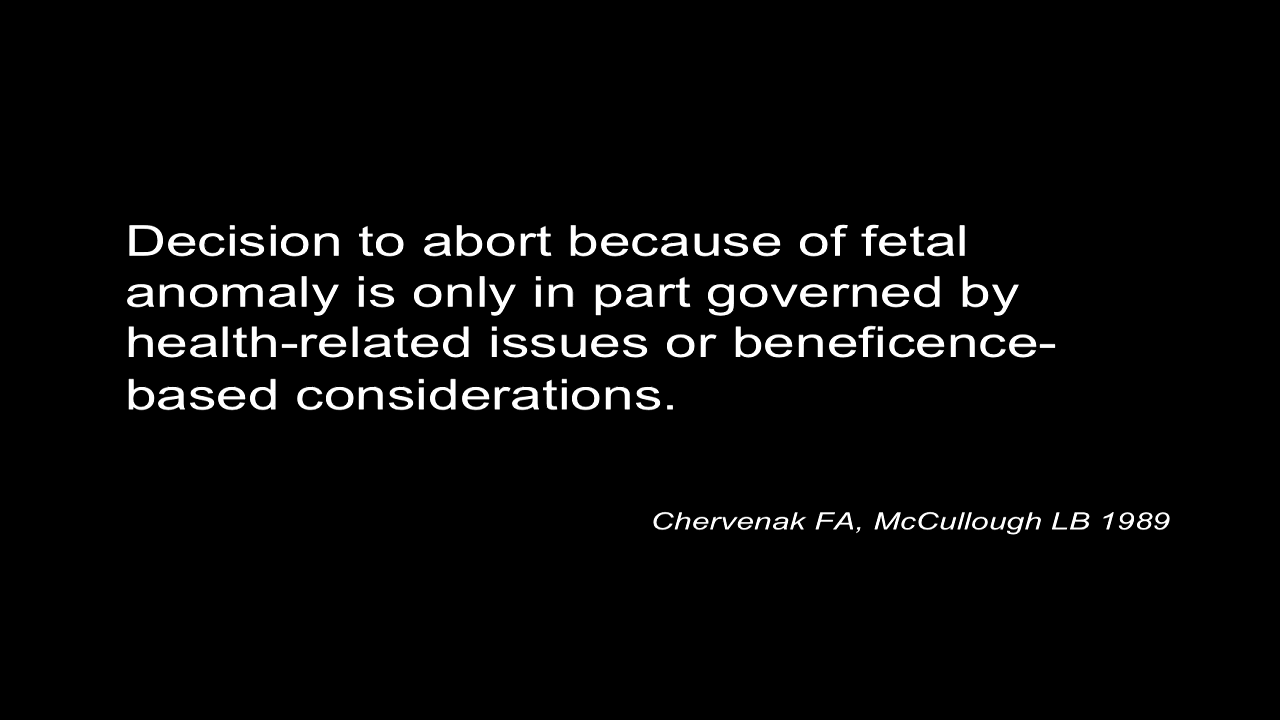 Decision to abort because of fetal
anomaly is only in part governed by
health-related issues or beneficence-
based considerations.
Chervenak FA, McCullough LB 1989